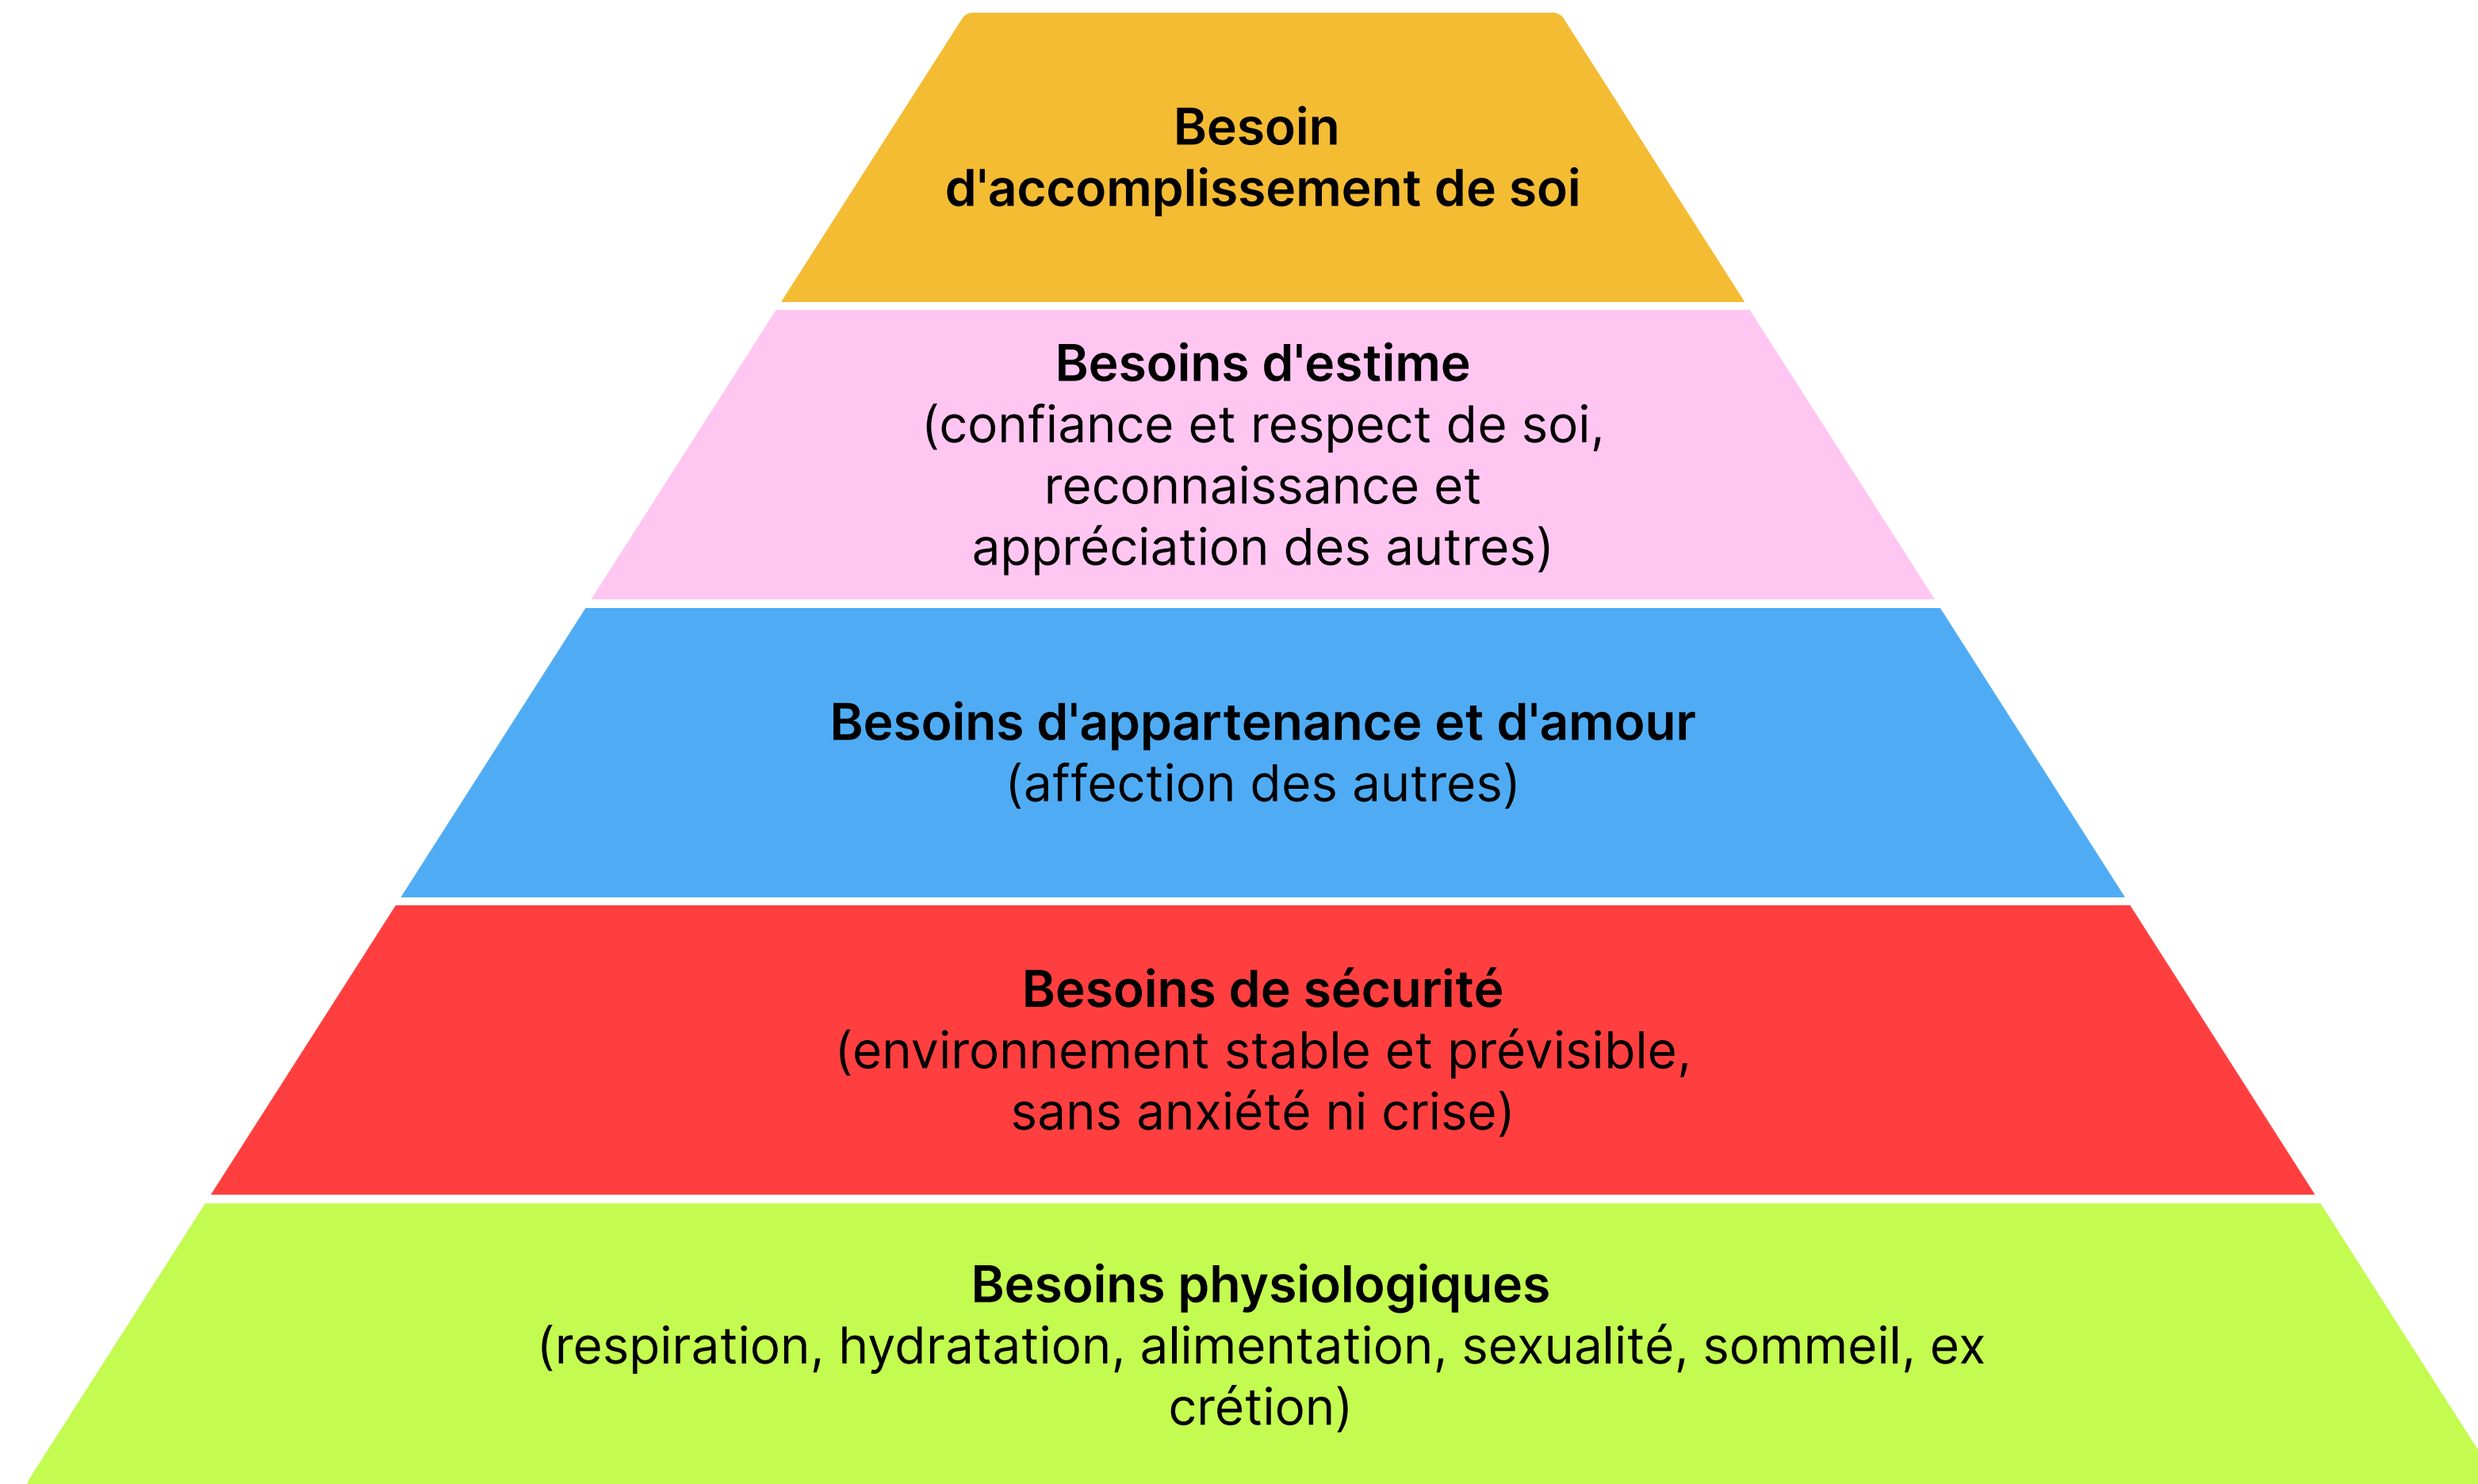 Besoin
d'accomplissement de soi
Besoins d'estime
(confiance et respect de soi,
reconnaissance et
appréciation des autres)
Besoins d'appartenance et d'amour
(affection des autres)
Besoins de sécurité
(environnement stable et prévisible,
sans anxiété ni crise)
Besoins physiologiques
(respiration, hydratation, alimentation, sexualité, sommeil, ex
crétion)